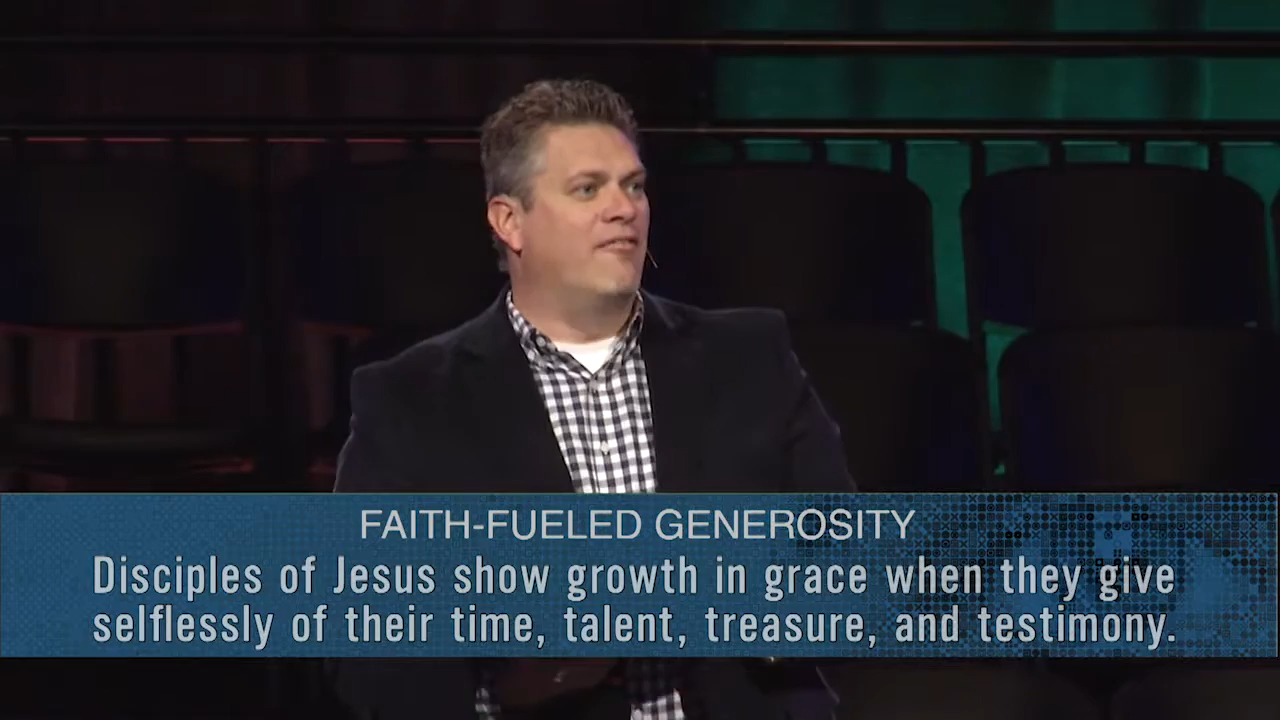 FAITH-FUELED GENEROSITY
Disciples of Jesus show growth in grace when they give
selflessly of their time, talent, treasure, and testimony.